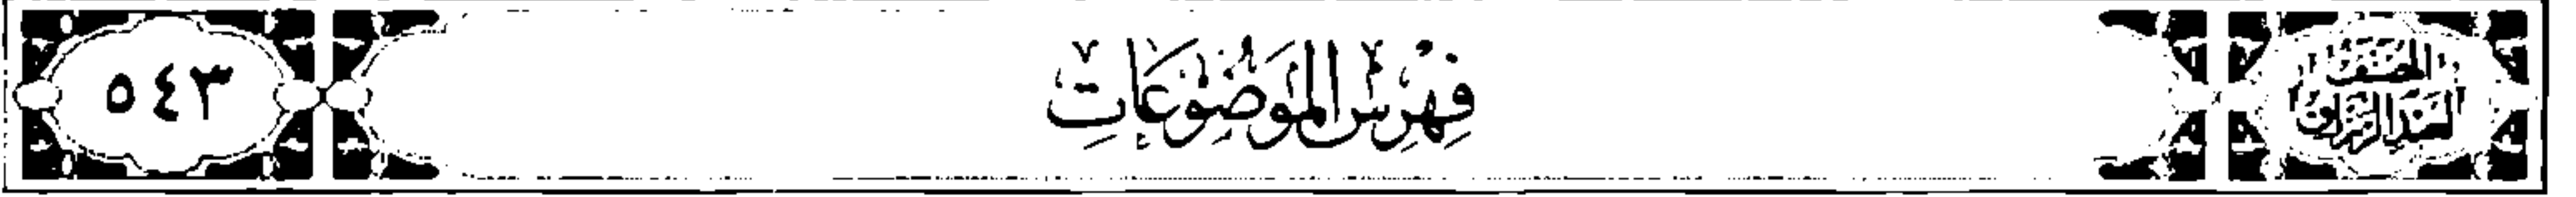 المصنف
لعبد الرزاق
فهرس الموضوعات
٥٤٣